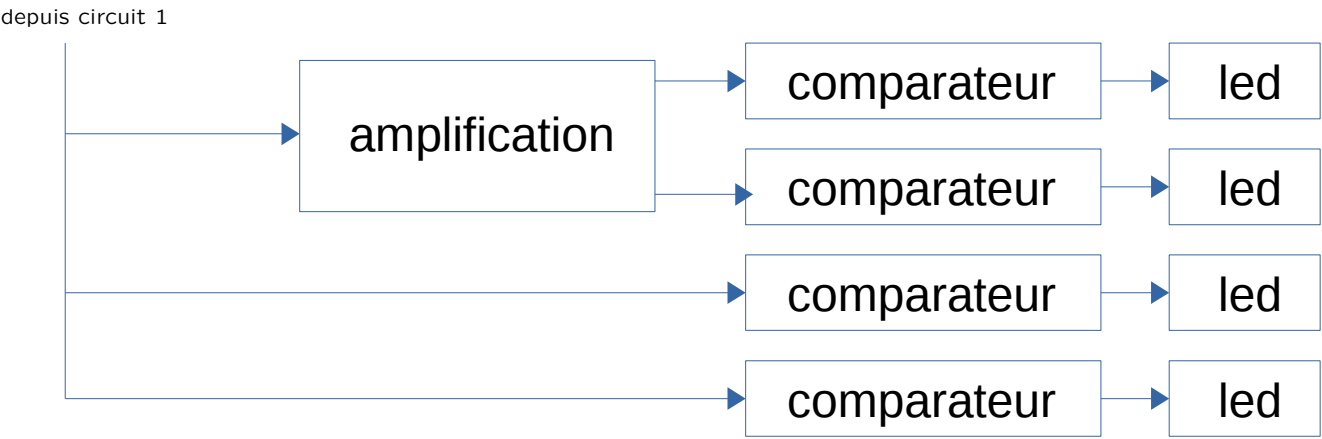 depuis circuit 1
comparateur
led
amplification
comparateur
led
comparateur
led
comparateur
led